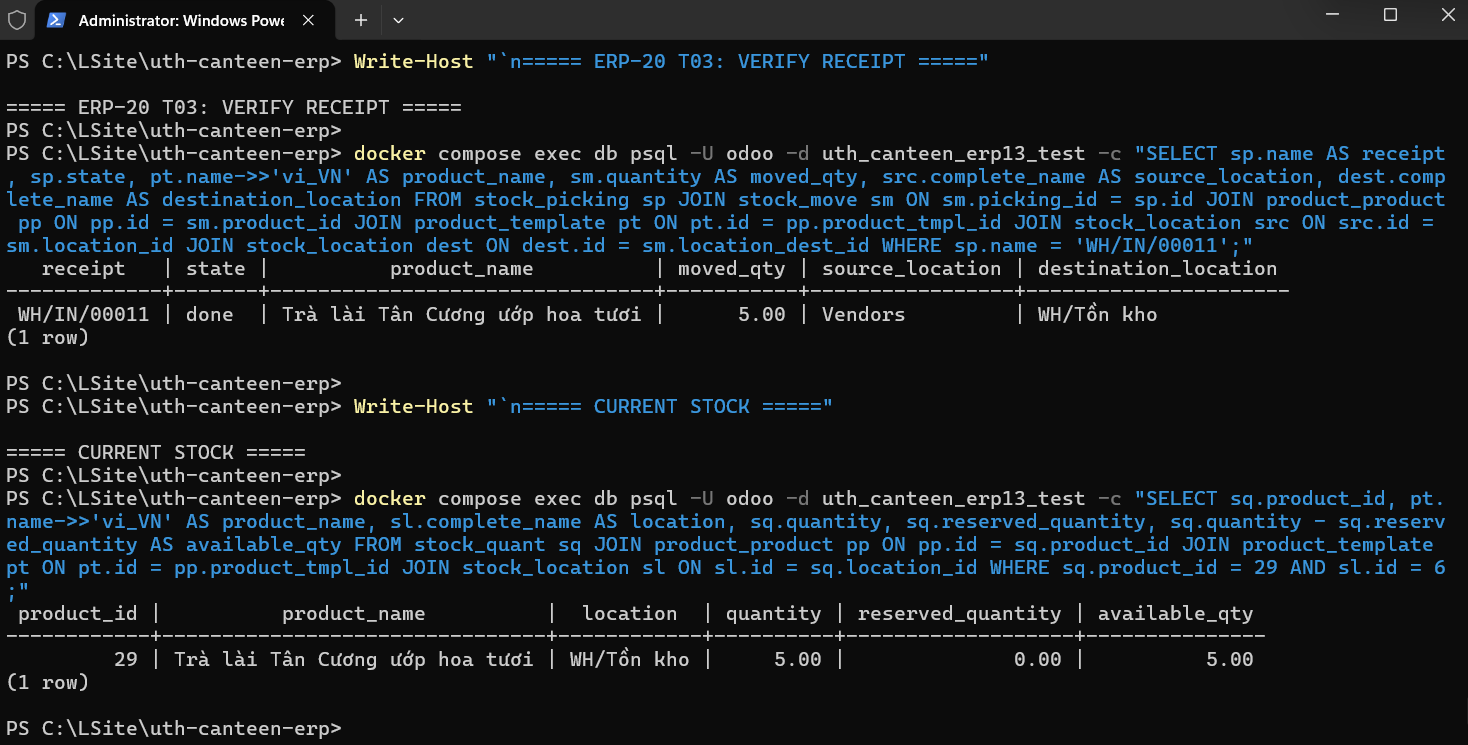 Administrator: Windows Powe
PS C:\LSite\uth-canteen-erp> Write-Host "`n===== ERP-20 T03: VERIFY RECEIPT ====="
===== ERP-20 T03: VERIFY RECEIPT =====
PS C:\LSite\uth-canteen-erp>
PS C:\LSite\uth-canteen-erp> docker compose exec db psql -U odoo -d uth_canteen_erp13_test -c "SELECT sp.name AS receipt
, sp.state, pt.name->>'vi_VN' AS product_name, sm.quantity AS moved_qty, src.complete_name AS source_location, dest.comp
lete_name AS destination_location FROM stock_picking sp JOIN stock_move sm ON sm.picking_id = sp.id JOIN product_product
pp ON pp.id = sm.product_id JOIN product_template pt ON pt.id = pp.product_tmpl_id JOIN stock_location src ON src.id =
sm.location_id JOIN stock_location dest ON dest.id = sm.location_dest_id WHERE sp.name = 'WH/IN/00011';"
receipt | state | product_name | moved_qty | source_location | destination_location
-------------+-------+--------------------------------+-----------+-----------------+----------------------
WH/IN/00011 | done | Trà lài Tân Cương ướp hoa tươi | 5.00 | Vendors | WH/Tồn kho
(1 row)
PS C:\LSite\uth-canteen-erp>
PS C:\LSite\uth-canteen-erp> Write-Host "`n===== CURRENT STOCK ====="
===== CURRENT STOCK =====
PS C:\LSite\uth-canteen-erp>
PS C:\LSite\uth-canteen-erp> docker compose exec db psql -U odoo -d uth_canteen_erp13_test -c "SELECT sq.product_id, pt.
name->>'vi_VN' AS product_name, sl.complete_name AS location, sq.quantity, sq.reserved_quantity, sq.quantity - sq.reserv
ed_quantity AS available_qty FROM stock_quant sq JOIN product_product pp ON pp.id = sq.product_id JOIN product_template
pt ON pt.id = pp.product_tmpl_id JOIN stock_location sl ON sl.id = sq.location_id WHERE sq.product_id = 29 AND sl.id = 6
;"
product_id | product_name | location | quantity | reserved_quantity | available_qty
------------+--------------------------------+------------+----------+-------------------+---------------
29 | Trà lài Tân Cương ướp hoa tươi | WH/Tồn kho | 5.00 | 0.00 | 5.00
(1 row)
PS C:\LSite\uth-canteen-erp>